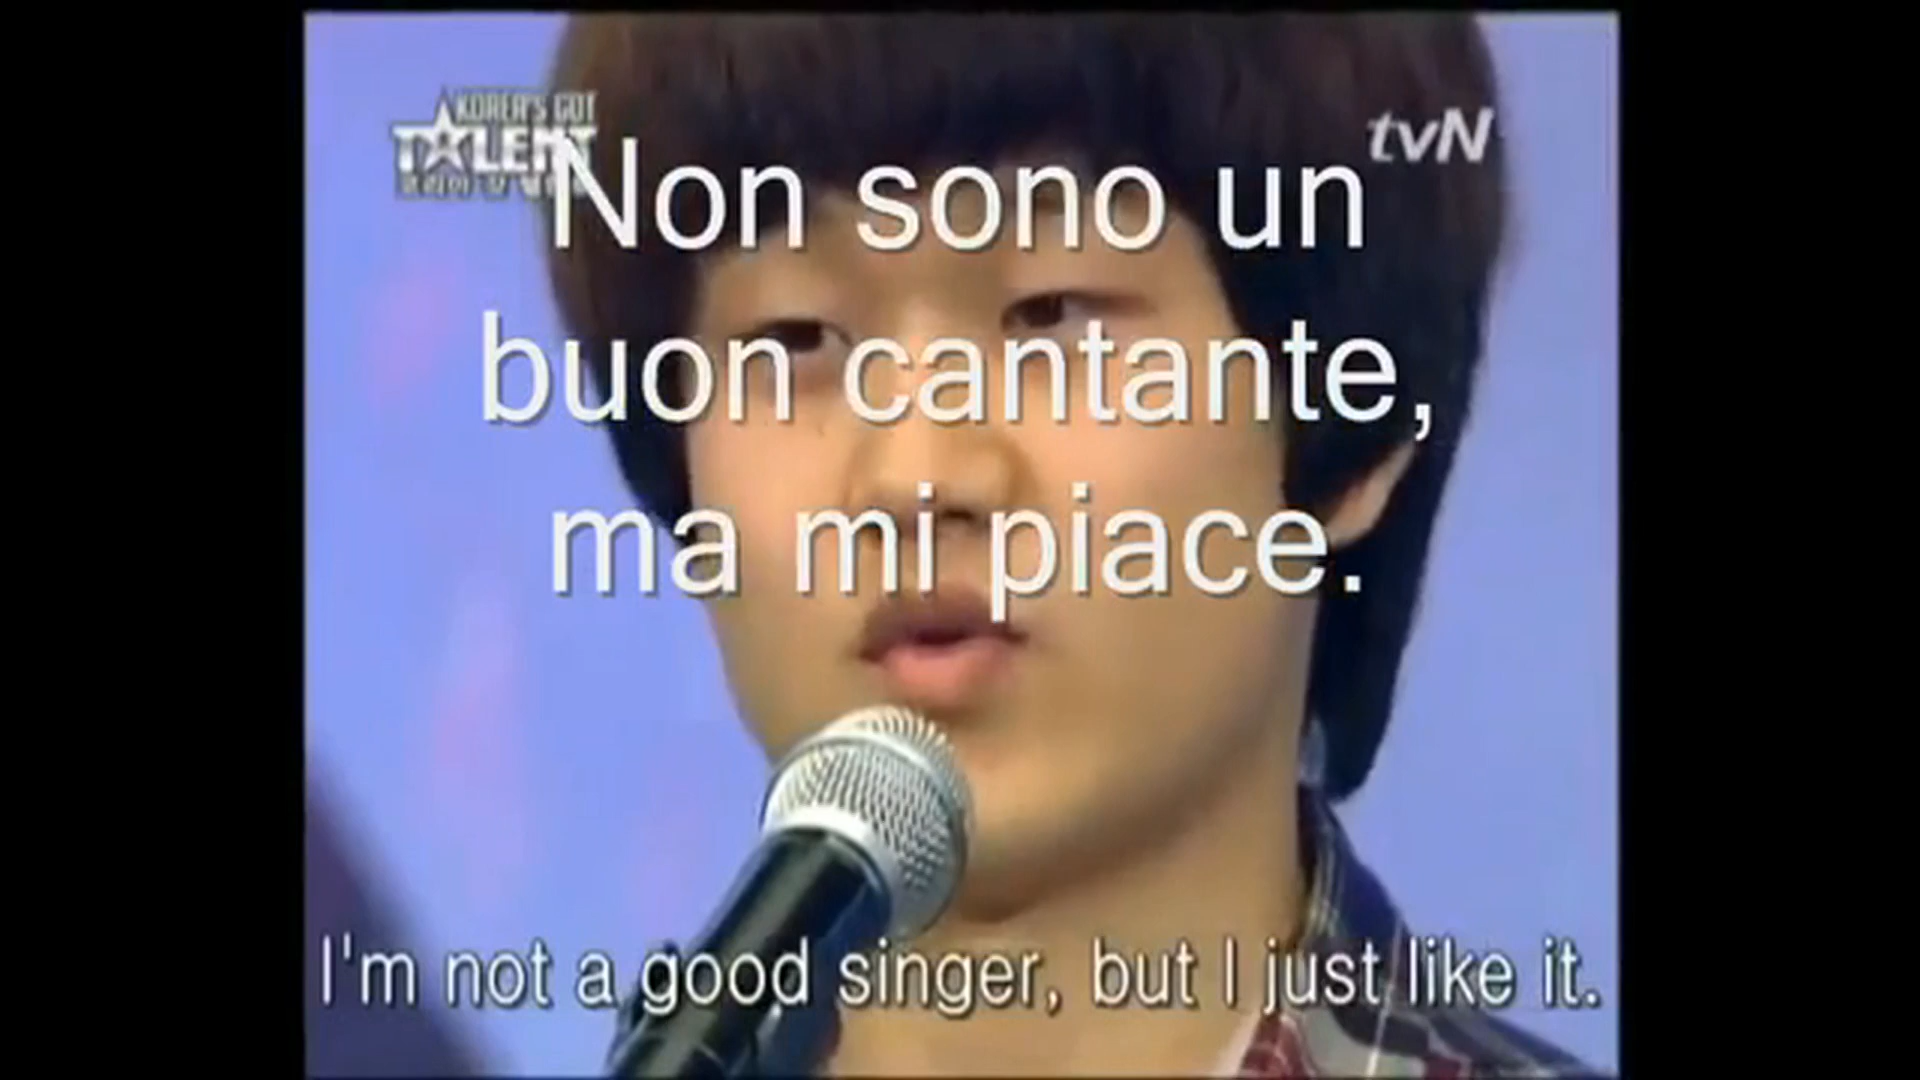 KOREA'S GOT
TALENT
tvN
Non sono un
buon cantante,
ma mi piace.
I'm not a good singer, but I just like it.